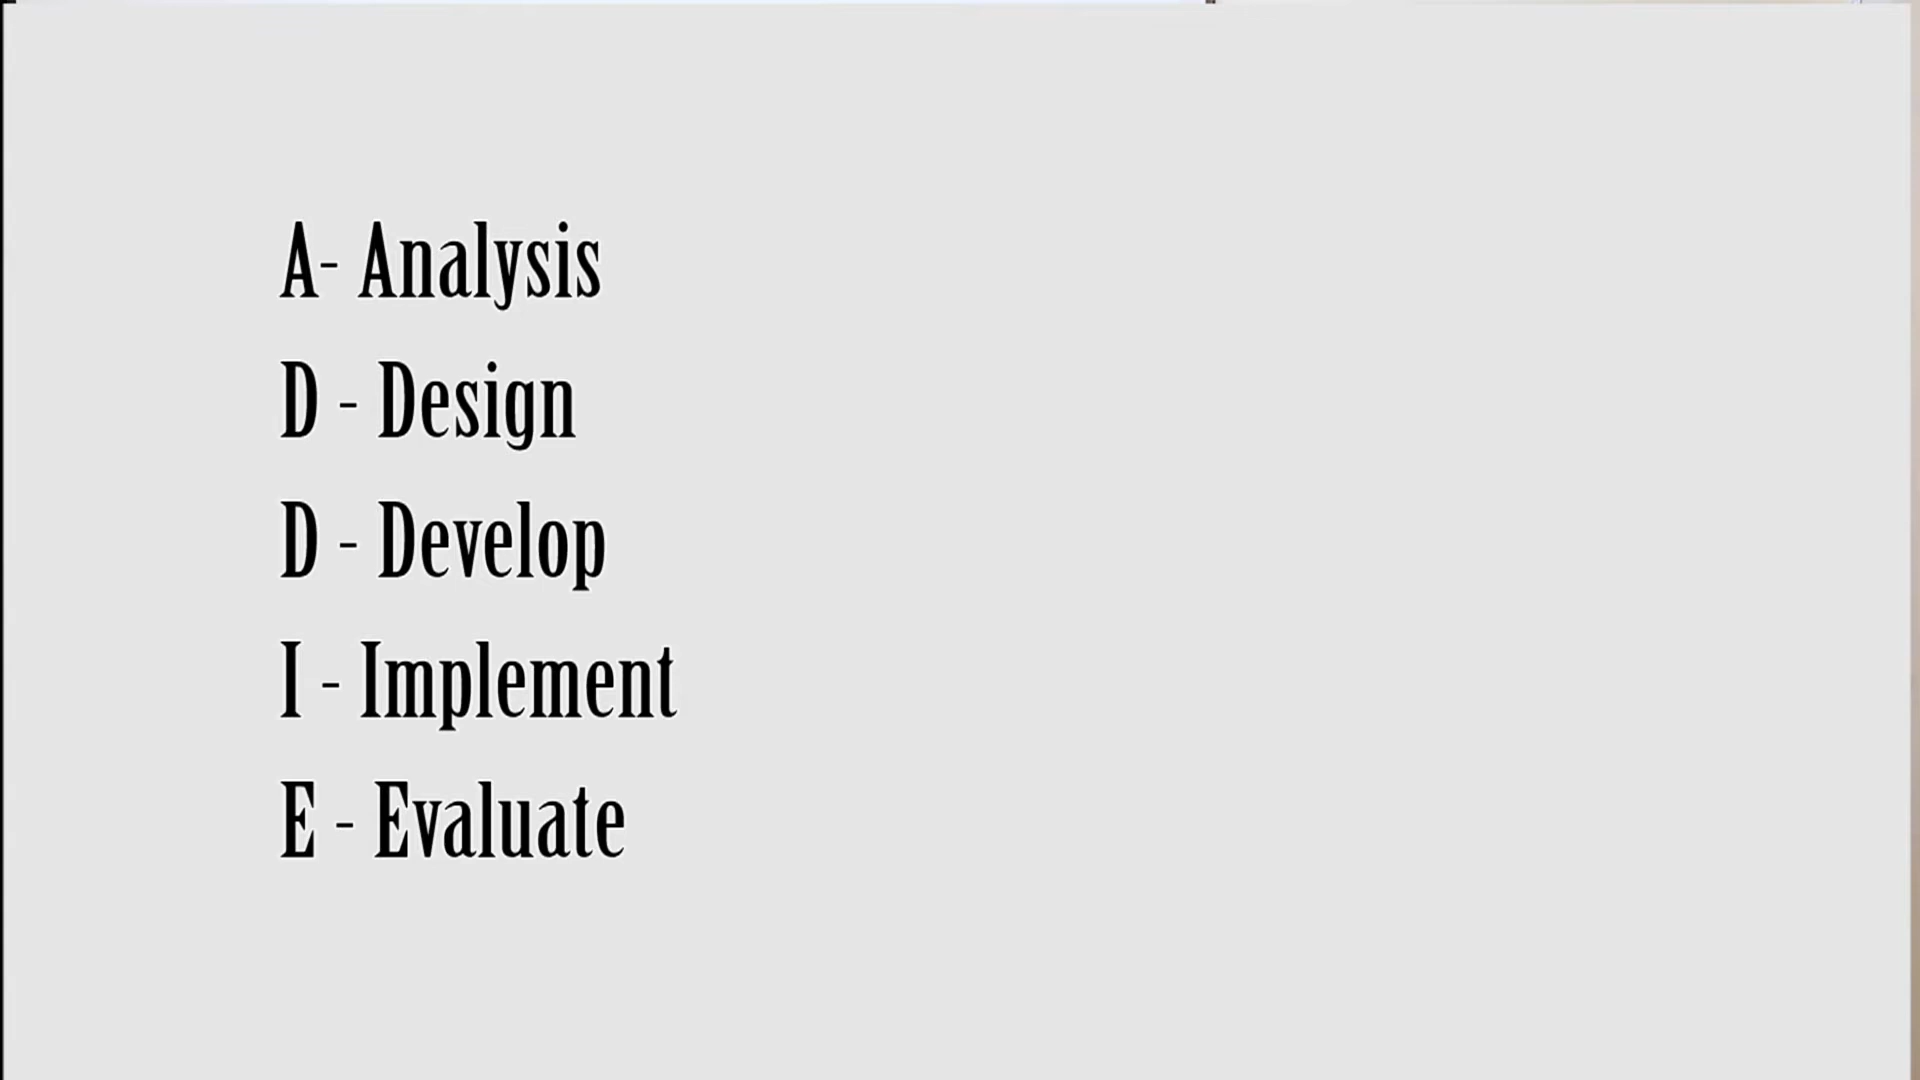 A- Analysis
D - Design
D - Develop
I - Implement
E - Evaluate